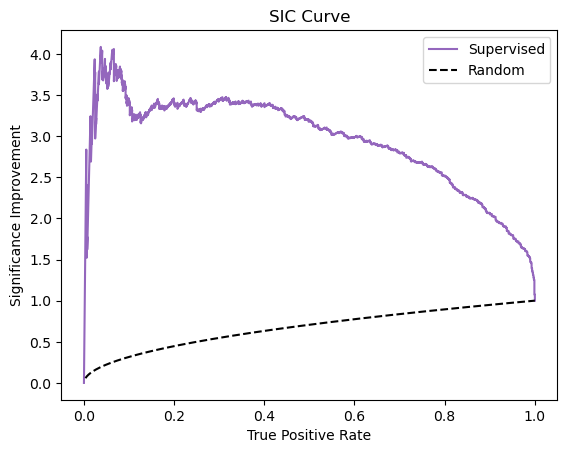 SIC Curve
Supervised
Random
Significance Improvement
4.0
3.5
3.0
2.5
2.0
1.5
1.0
0.5
0.0
0.0 0.2 0.4 0.6 0.8 1.0
True Positive Rate